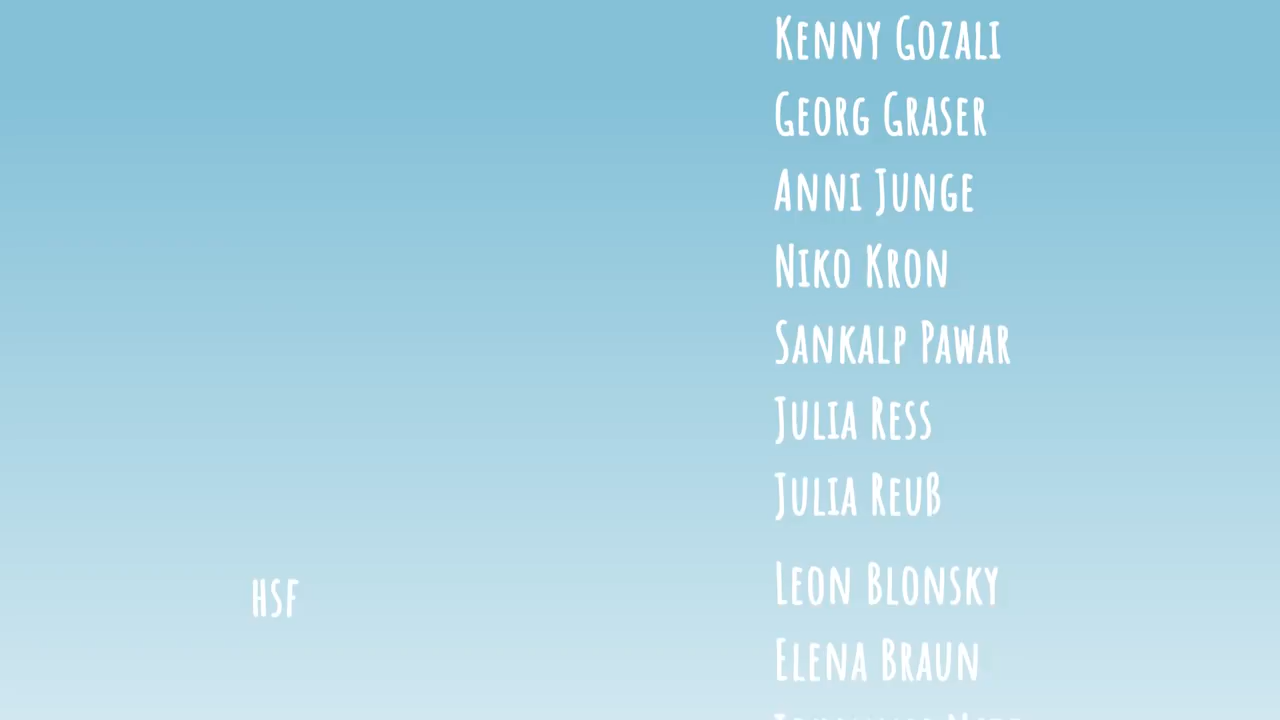 Kenny Gozali
Georg Graser
Anni Junge
Niko Kron
Sankalp Pawar
Julia Ress
Julia Reuß
HSF
Leon Blonsky
Elena Braun